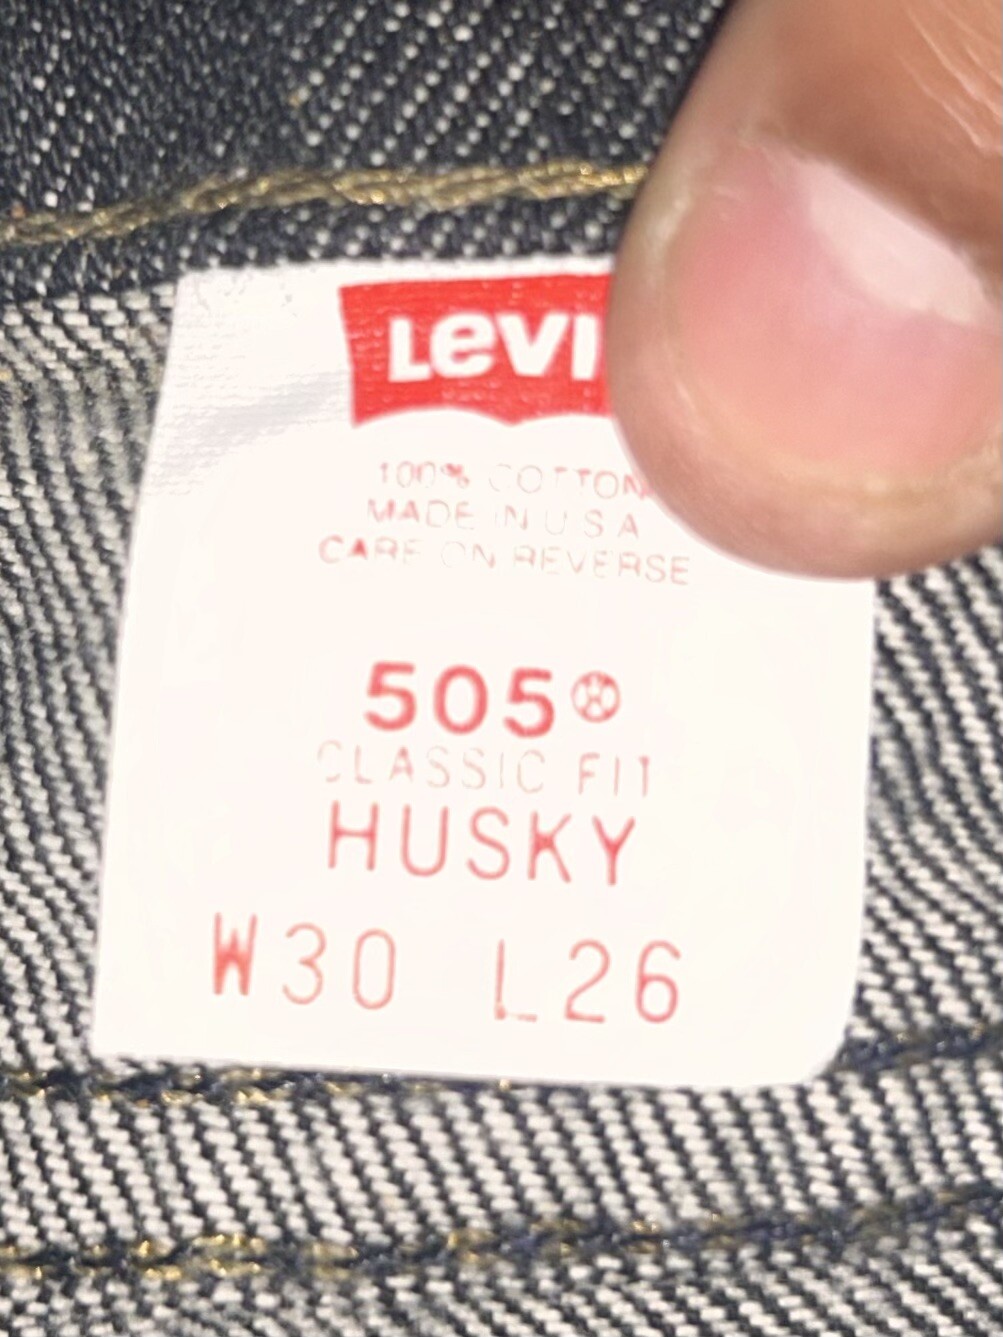 LEVI
100% COTTON
MADE IN U S A
CARE ON REVERSE
505®
CLASSIC FIT
HUSKY
W30 L26